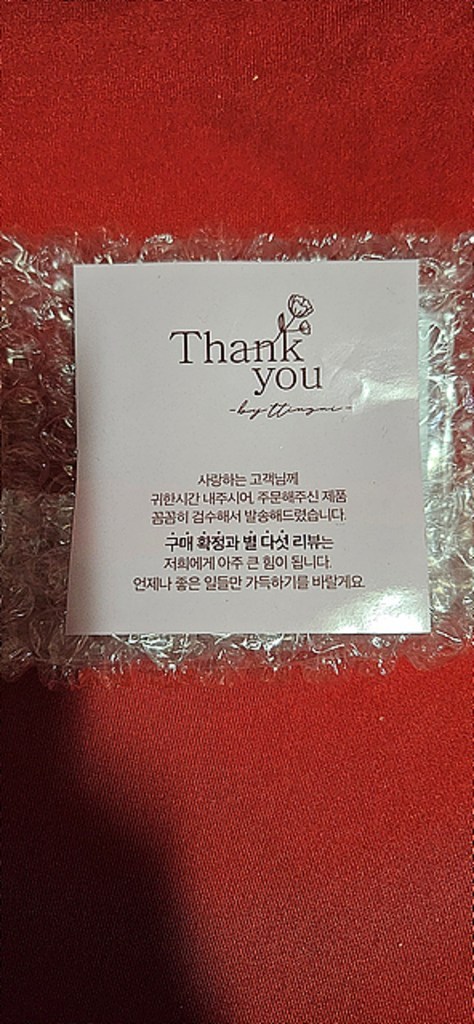 Thank
you
사랑하는 고객님께
귀한시간 내주시어, 주문해주신 제품
꼼꼼히 검수해서 발송해드렸습니다.
구매 확정과 별 다섯 리뷰는
저희에게 아주 큰 힘이 됩니다.
언제나 좋은 일들만 가득하기를 바랄게요.